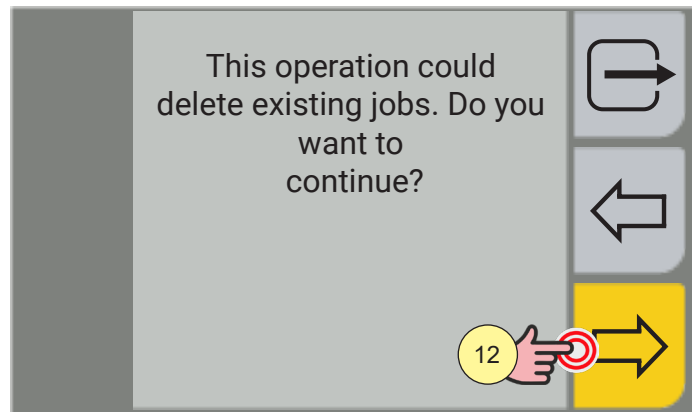 This operation could
delete existing jobs. Do you
want to
continue?
12